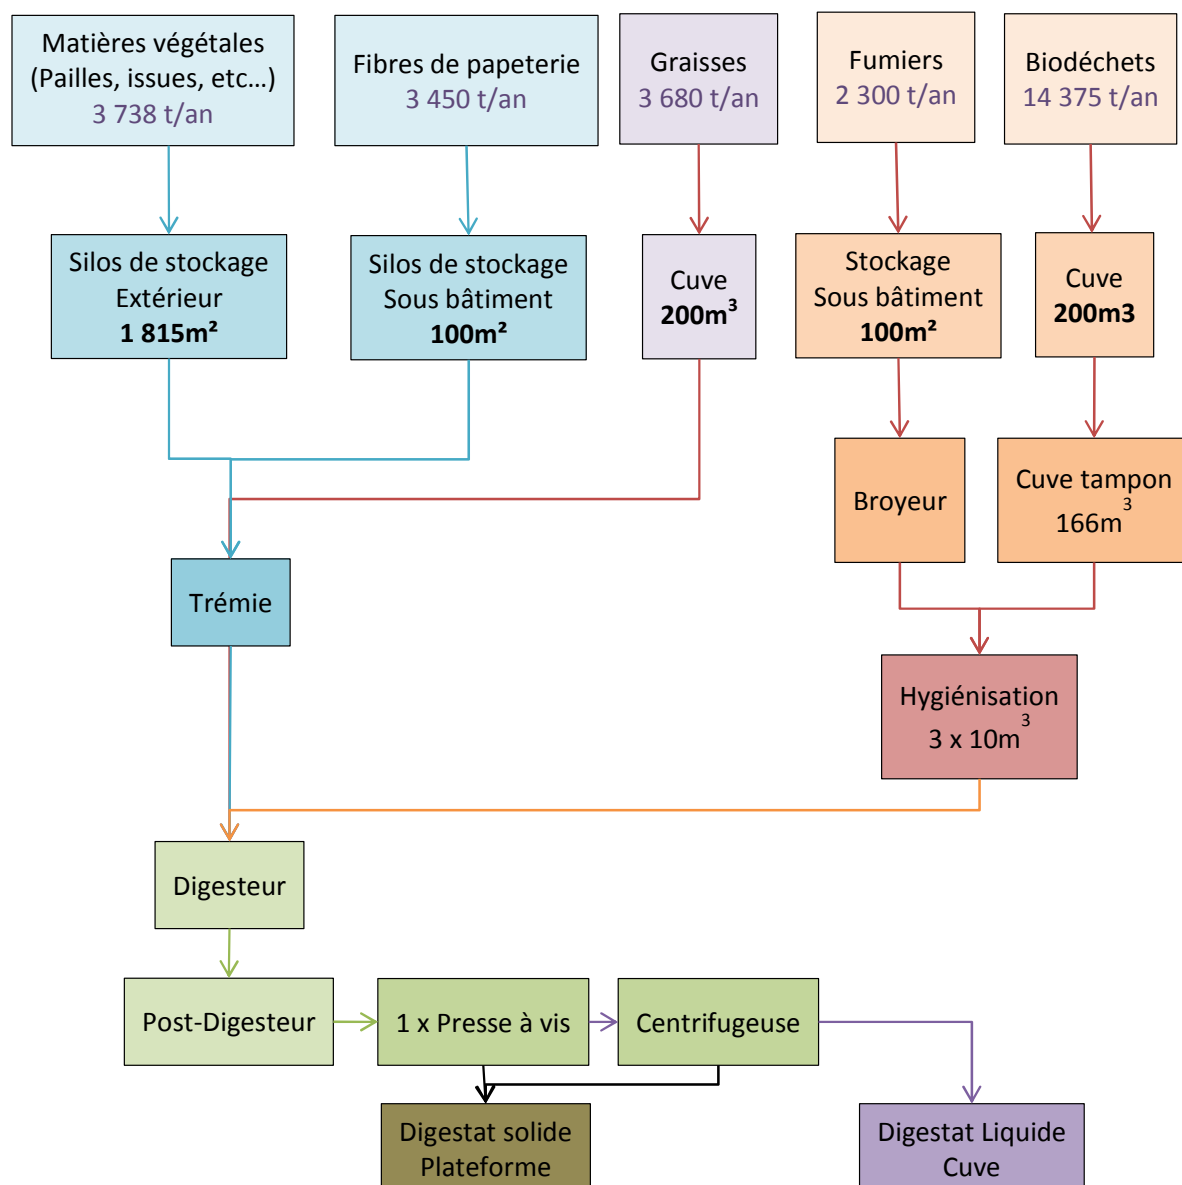 Matières végétales
(Pailles, issues, etc...)
3 738 t/an
Fibres de papeterie
3 450 t/an
Graisses
3 680 t/an
Fumiers
2 300 t/an
Biodéchets
14 375 t/an
Silos de stockage
Extérieur
1 815m²
Silos de stockage
Sous bâtiment
100m²
Cuve
200m³
Stockage
Sous bâtiment
100m²
Cuve
200m3
Broyeur
Cuve tampon
166m³
Trémie
Hygiénisation
3 x 10m³
Digesteur
Post-Digesteur
1 x Presse à vis
Centrifugeuse
Digestat solide
Plateforme
Digestat Liquide
Cuve